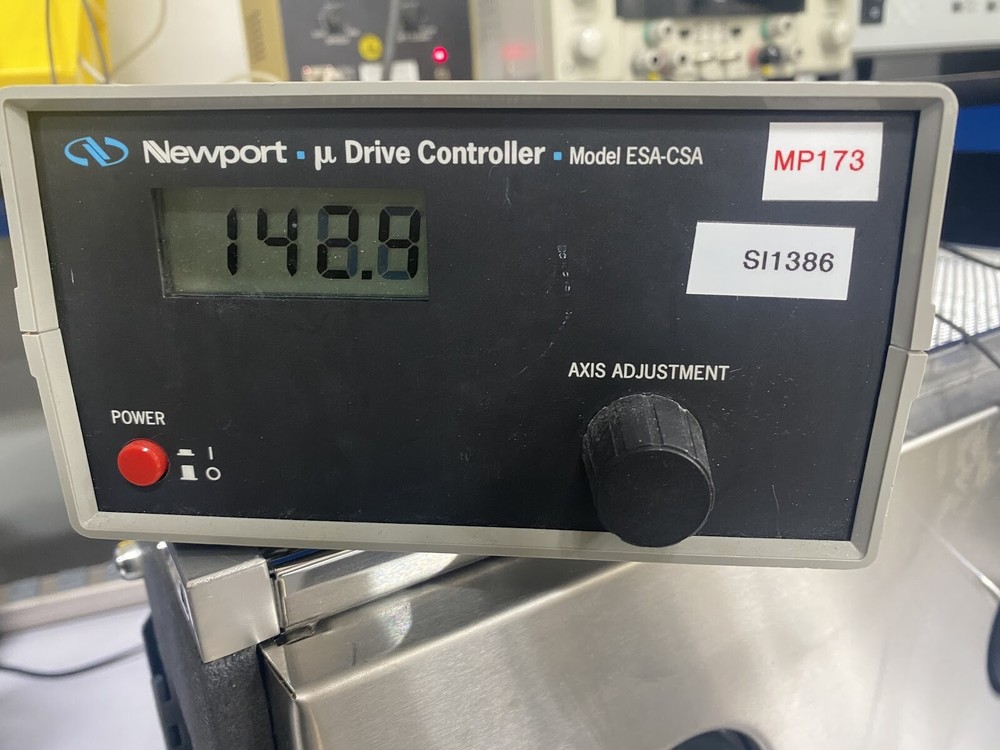 Newport ▪ μ Drive Controller ▪ Model ESA-CSA
MP173
148.8
SI1386
AXIS ADJUSTMENT
POWER
I
O